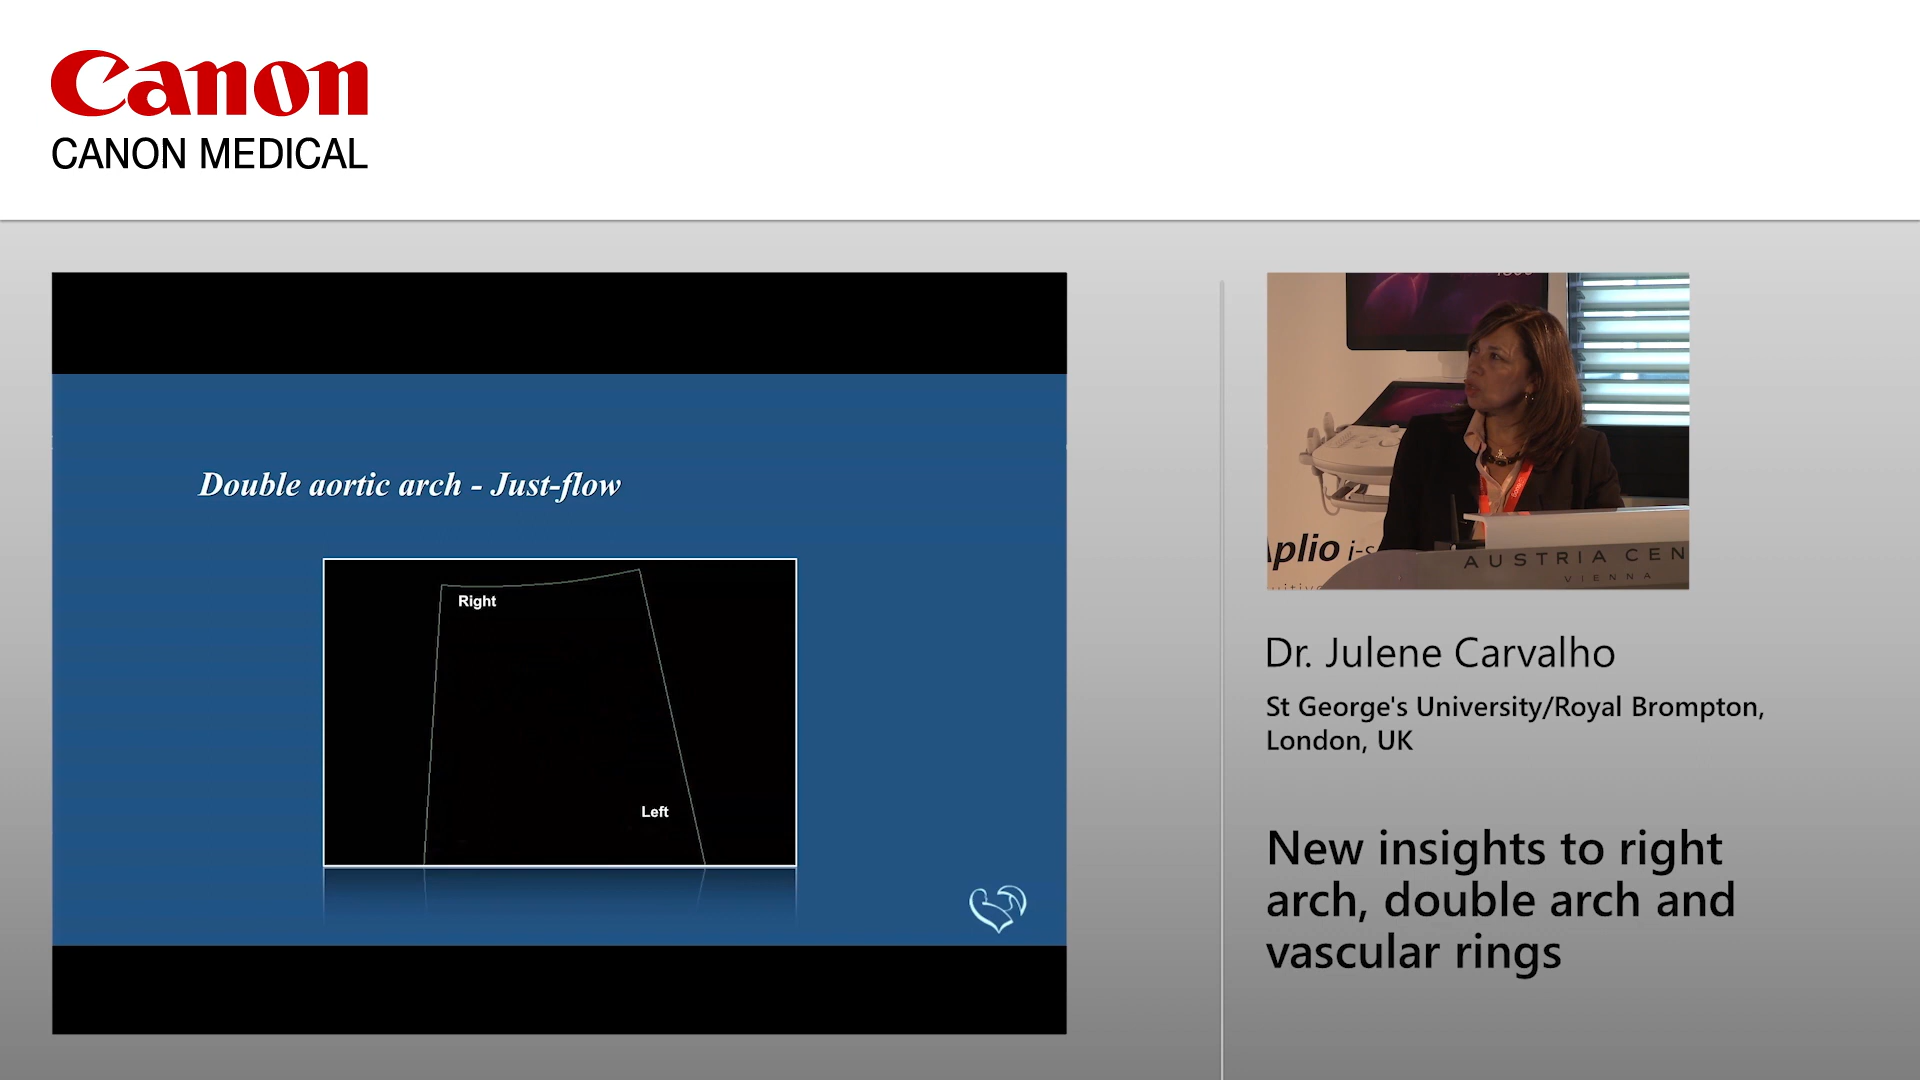 Canon
CANON MEDICAL
Double aortic arch - Just-flow
Right
Left
Aplio i-s
AUSTRIA CEN
VIENNA
Dr. Julene Carvalho
St George's University/Royal Brompton,
London, UK
New insights to right
arch, double arch and
vascular rings